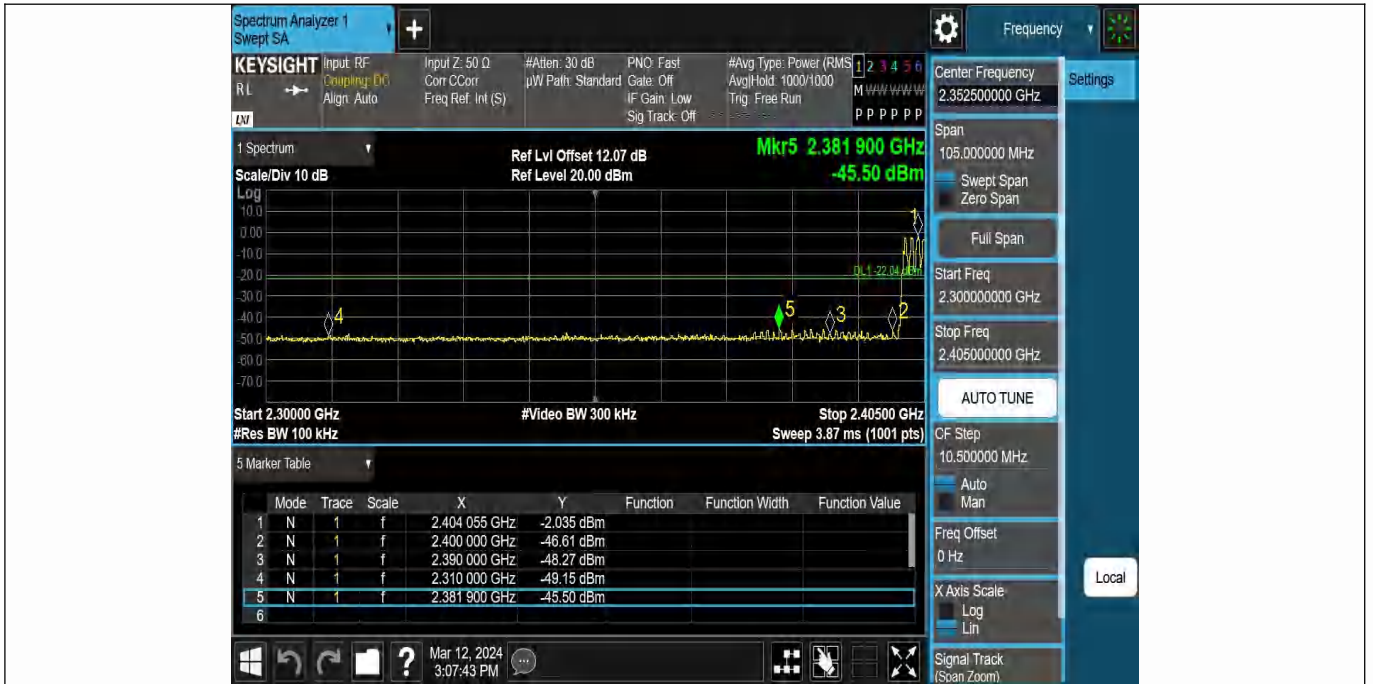 Spectrum Analyzer 1
Swept SA
+
Frequency
KEYSIGHT
RL
LXI
Input: RF
Coupling: DC
Align: Auto
Input Z: 50 Ω
Corr CCorr
Freq Ref: Int (S)
#Atten: 30 dB
µW Path: Standard
PNO: Fast
Gate: Off
IF Gain: Low
Sig Track: Off
#Avg Type: Power (RMS
Avg|Hold: 1000/1000
Trig: Free Run
1 2 3 4 5 6
M W W W W W
P P P P P P
Center Frequency
2.352500000 GHz
Settings
Span
105.000000 MHz
Swept Span
Zero Span
Full Span
Start Freq
2.300000000 GHz
Stop Freq
2.405000000 GHz
AUTO TUNE
CF Step
10.500000 MHz
Auto
Man
Freq Offset
0 Hz
X Axis Scale
Log
Lin
Signal Track
(Span Zoom)
Local
1 Spectrum
Scale/Div 10 dB
Ref Lvl Offset 12.07 dB
Ref Level 20.00 dBm
Mkr5 2.381 900 GHz
-45.50 dBm
Log
10.0
0.00
-10.0
-20.0
-30.0
-40.0
-50.0
-60.0
-70.0
1
DL1 -22.04 dBm
4
5
3
2
Start 2.30000 GHz
#Video BW 300 kHz
Stop 2.40500 GHz
#Res BW 100 kHz
Sweep 3.87 ms (1001 pts)
5 Marker Table
Mode Trace Scale X Y Function Function Width Function Value
1 N 1 f 2.404 055 GHz -2.035 dBm
2 N 1 f 2.400 000 GHz -46.61 dBm
3 N 1 f 2.390 000 GHz -48.27 dBm
4 N 1 f 2.310 000 GHz -49.15 dBm
5 N 1 f 2.381 900 GHz -45.50 dBm
6
?
Mar 12, 2024
3:07:43 PM